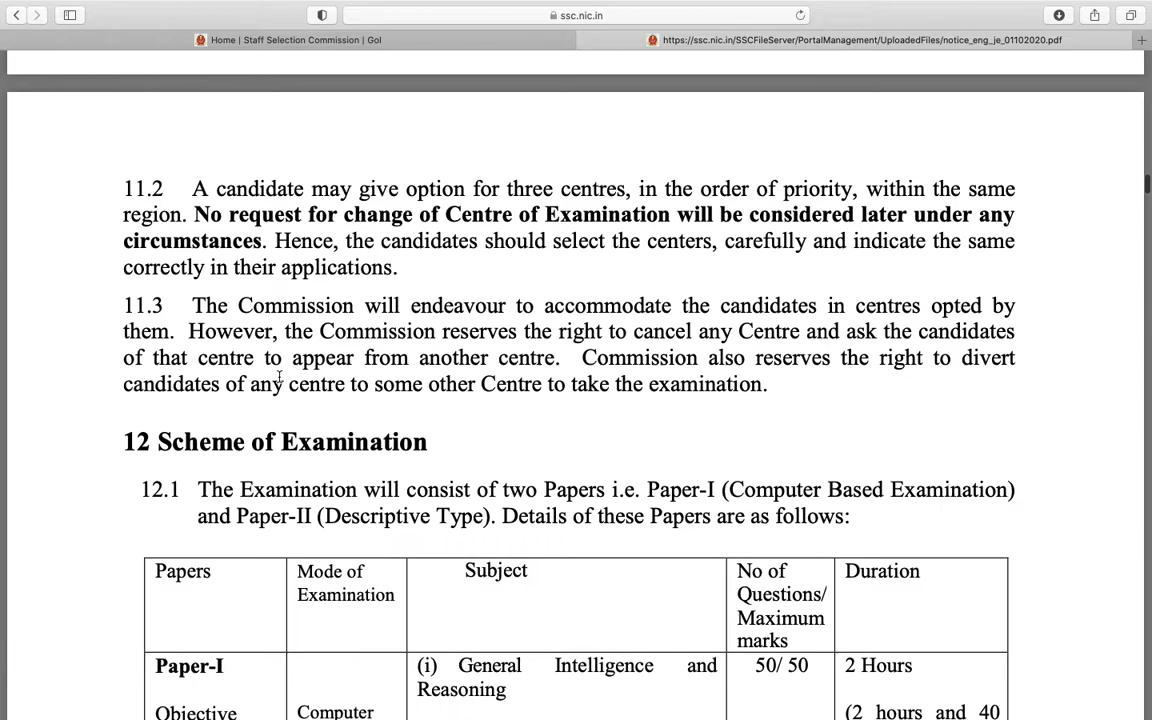 ssc.nic.in
Home | Staff Selection Commission | GoI
https://ssc.nic.in/SSCFileServer/PortalManagement/UploadedFiles/notice_eng_je_01102020.pdf
11.2 A candidate may give option for three centres, in the order of priority, within the same
region. No request for change of Centre of Examination will be considered later under any
circumstances. Hence, the candidates should select the centers, carefully and indicate the same
correctly in their applications.
11.3 The Commission will endeavour to accommodate the candidates in centres opted by
them. However, the Commission reserves the right to cancel any Centre and ask the candidates
of that centre to appear from another centre. Commission also reserves the right to divert
candidates of any centre to some other Centre to take the examination.
12 Scheme of Examination
12.1 The Examination will consist of two Papers i.e. Paper-I (Computer Based Examination)
and Paper-II (Descriptive Type). Details of these Papers are as follows:
Papers
Mode of
Examination
Subject
No of
Questions/
Maximum
marks
Duration
Paper-I
Objective
Computer
(i) General Intelligence and
Reasoning
50/ 50
2 Hours
(2 hours and 40